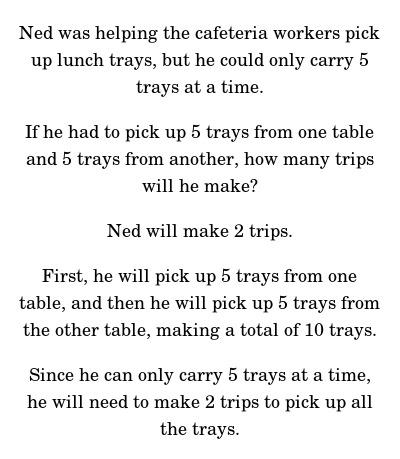 Ned was helping the cafeteria workers pick
up lunch trays, but he could only carry 5
trays at a time.
If he had to pick up 5 trays from one table
and 5 trays from another, how many trips
will he make?
Ned will make 2 trips.
First, he will pick up 5 trays from one
table, and then he will pick up 5 trays from
the other table, making a total of 10 trays.
Since he can only carry 5 trays at a time,
he will need to make 2 trips to pick up all
the trays.